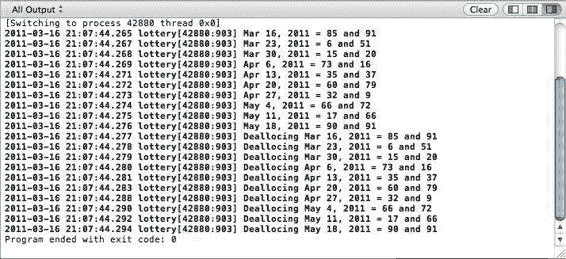 All Output
Clear
[Switching to process 42880 thread 0x0]
2011-03-16 21:07:44.265 lottery[42880:903] Mar 16, 2011 = 85 and 91
2011-03-16 21:07:44.267 lottery[42880:903] Mar 23, 2011 = 6 and 51
2011-03-16 21:07:44.268 lottery[42880:903] Mar 30, 2011 = 15 and 20
2011-03-16 21:07:44.269 lottery[42880:903] Apr 6, 2011 = 73 and 16
2011-03-16 21:07:44.271 lottery[42880:903] Apr 13, 2011 = 35 and 37
2011-03-16 21:07:44.272 lottery[42880:903] Apr 20, 2011 = 60 and 79
2011-03-16 21:07:44.273 lottery[42880:903] Apr 27, 2011 = 32 and 9
2011-03-16 21:07:44.274 lottery[42880:903] May 4, 2011 = 66 and 72
2011-03-16 21:07:44.275 lottery[42880:903] May 11, 2011 = 17 and 66
2011-03-16 21:07:44.276 lottery[42880:903] May 18, 2011 = 90 and 91
2011-03-16 21:07:44.277 lottery[42880:903] Deallocing Mar 16, 2011 = 85 and 91
2011-03-16 21:07:44.278 lottery[42880:903] Deallocing Mar 23, 2011 = 6 and 51
2011-03-16 21:07:44.279 lottery[42880:903] Deallocing Mar 30, 2011 = 15 and 20
2011-03-16 21:07:44.280 lottery[42880:903] Deallocing Apr 6, 2011 = 73 and 16
2011-03-16 21:07:44.281 lottery[42880:903] Deallocing Apr 13, 2011 = 35 and 37
2011-03-16 21:07:44.283 lottery[42880:903] Deallocing Apr 20, 2011 = 60 and 79
2011-03-16 21:07:44.288 lottery[42880:903] Deallocing Apr 27, 2011 = 32 and 9
2011-03-16 21:07:44.290 lottery[42880:903] Deallocing May 4, 2011 = 66 and 72
2011-03-16 21:07:44.292 lottery[42880:903] Deallocing May 11, 2011 = 17 and 66
2011-03-16 21:07:44.294 lottery[42880:903] Deallocing May 18, 2011 = 90 and 91
Program ended with exit code: 0